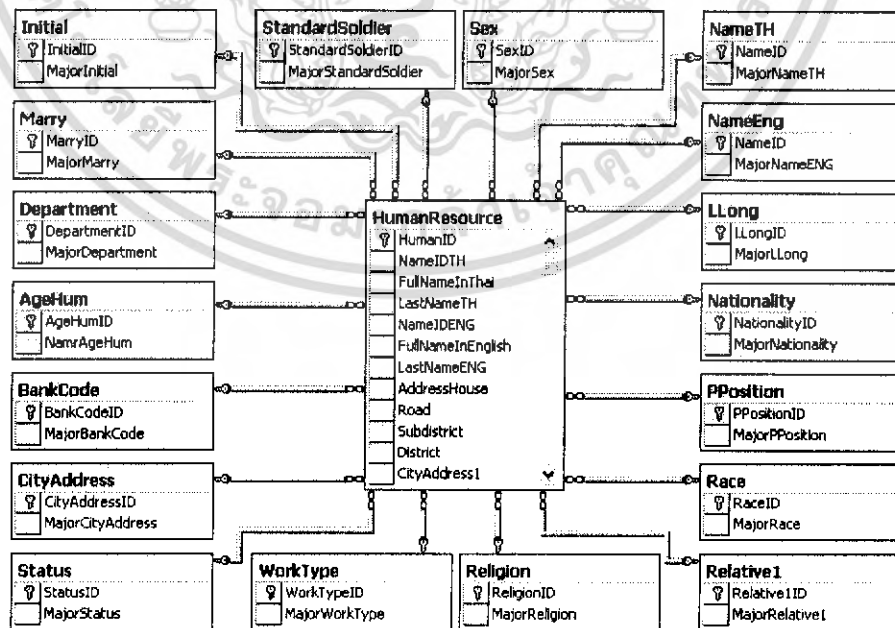 Initial
InitialID
MajorInitial
StandardSoldier
StandardSoldierID
MajorStandardSoldier
Sex
SexID
MajorSex
NameTH
NameID
MajorNameTH
Marry
MarryID
MajorMarry
NameEng
NameID
MajorNameENG
Department
DepartmentID
MajorDepartment
HumanResource
HumanID
NameIDTH
FullNameInThai
LastNameTH
NameIDENG
FullNameInEnglish
LastNameENG
AddressHouse
Road
Subdistrict
District
CityAddress1
LLong
LLongID
MajorLLong
AgeHum
AgeHumID
NamrAgeHum
Nationality
NationalityID
MajorNationality
BankCode
BankCodeID
MajorBankCode
PPosition
PPositionID
MajorPPosition
CityAddress
CityAddressID
MajorCityAddress
Race
RaceID
MajorRace
Status
StatusID
MajorStatus
WorkType
WorkTypeID
MajorWorkType
Religion
ReligionID
MajorReligion
Relative1
Relative1ID
MajorRelative1